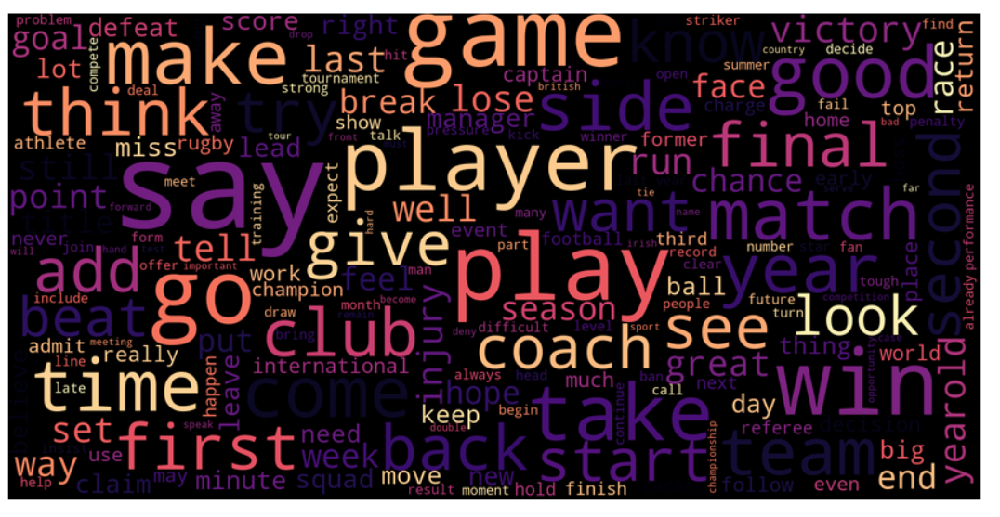 problem
defeat
score
right
game
know
striker
victory
find
goal
drop
make
last
hit
captain
open
summer
country
decide
good
race
return
lot
compete
deal
tournament
strong
british
face
charge
fail
top
think
away
try
break
lose
side
show
manager
pressure
kick
winner
former
home
bad
penalty
athlete
miss
rugby
lead
tour
front
talk
must
player
run
final
still
say
meet
chance
early
serve
far
second
point
forward
training
expect
well
want
tie
name
match
title
never
will
join
hand
form
test
tell
give
hard
event
many
football
irish
third
part
record
clear
number
star
fan
place
already
performance
add
offer
important
go
work
champion
feel
man
play
ball
year
tough
include
beat
month
become
draw
remain
season
people
future
turn
competition
look
club
bring
injury
deny
difficult
level
sport
see
admit
meeting
line
really
put
international
coach
great
thing
case
world
opportunity
time
late
happen
leave
come
hope
always
head
much
ban
next
call
win
yearold
keep
begin
day
take
continue
set
first
speak
need
double
referee
decision
insist
way
use
week
back
start
championship
team
big
help
claim
may
minute
squad
move
new
result
moment
hold
finish
follow
even
end